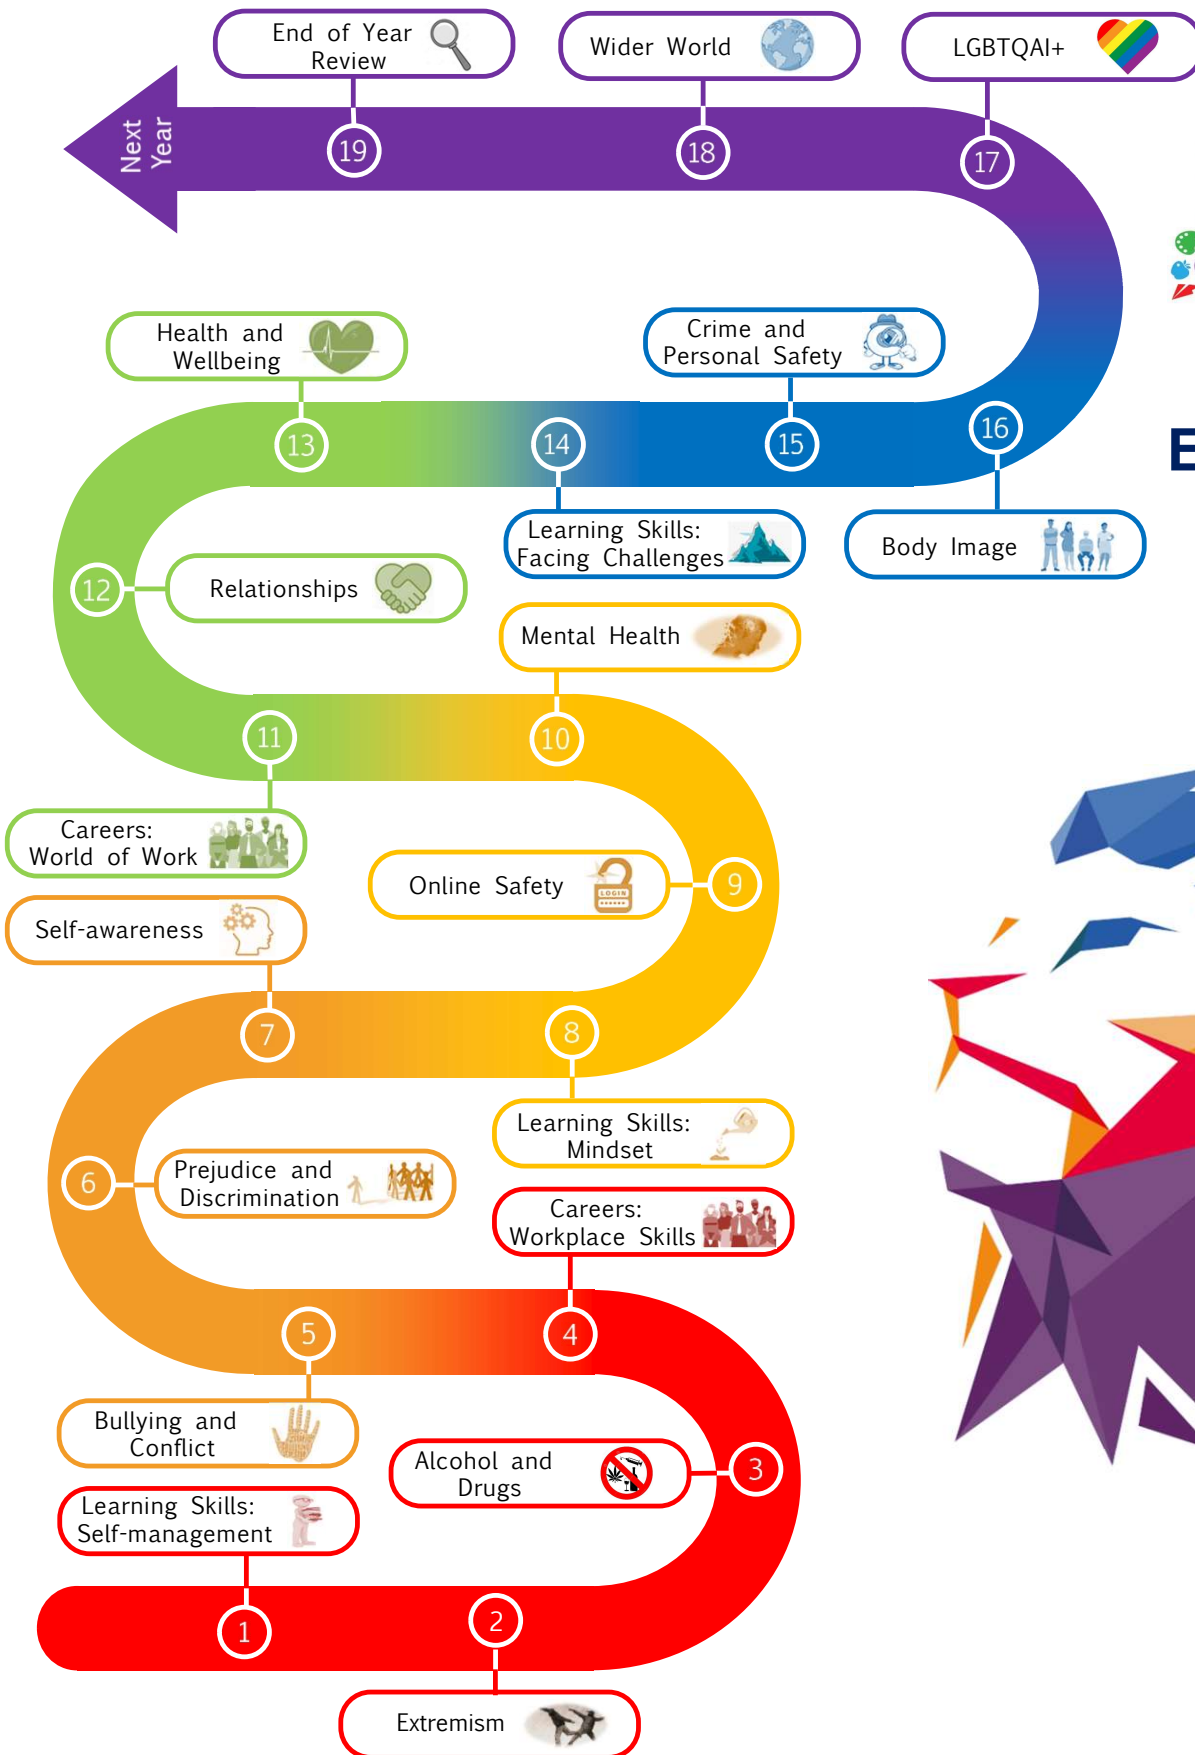 End of Year
Review
Wider World
LGBTQAI+
Next
Year
19
18
17
Health and
Wellbeing
Crime and
Personal Safety
13
14
15
16
E
Learning Skills:
Facing Challenges
Body Image
12
Relationships
Mental Health
11
10
Careers:
World of Work
Online Safety
LOGIN
9
Self-awareness
7
8
Learning Skills:
Mindset
6
Prejudice and
Discrimination
Careers:
Workplace Skills
5
4
Bullying and
Conflict
Alcohol and
Drugs
3
Learning Skills:
Self-management
1
2
Extremism